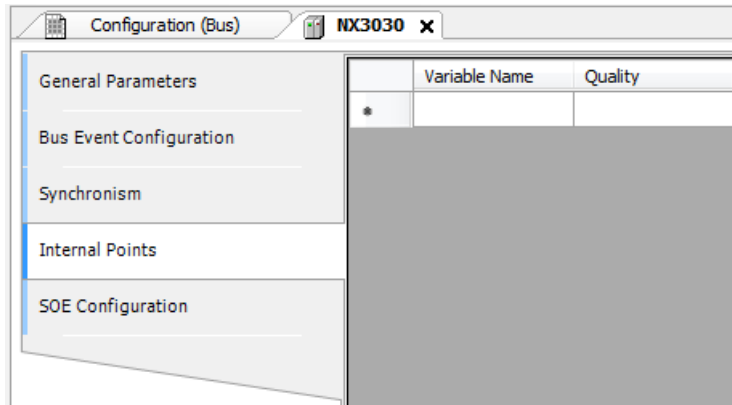 Configuration (Bus) NX3030
General Parameters
Variable Name Quality
Bus Event Configuration
Synchronism
Internal Points
SOE Configuration